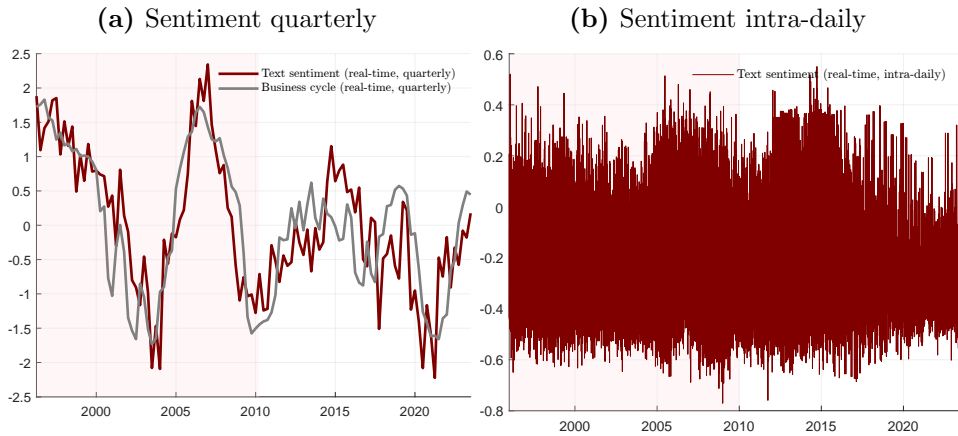 (a) Sentiment quarterly
2.5
2
1.5
1
0.5
0
-0.5
-1
-1.5
-2
-2.5
Text sentiment (real-time, quarterly)
Business cycle (real-time, quarterly)
2000 2005 2010 2015 2020
(b) Sentiment intra-daily
0.6
0.4
0.2
0
-0.2
-0.4
-0.6
-0.8
Text sentiment (real-time, intra-daily)
2000 2005 2010 2015 2020